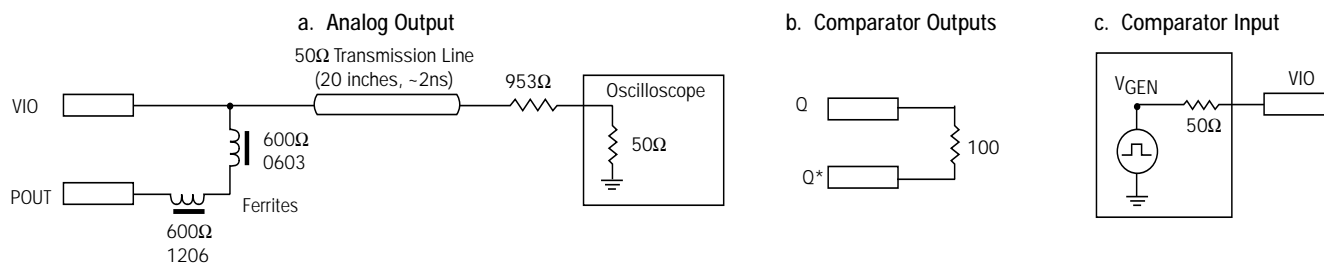 a. Analog Output
50Ω Transmission Line
(20 inches, ~2ns)
953Ω
Oscilloscope
VIO
600Ω
0603
50Ω
POUT
Ferrites
600Ω
1206
b. Comparator Outputs
Q
100
Q*
c. Comparator Input
VGEN
VIO
50Ω